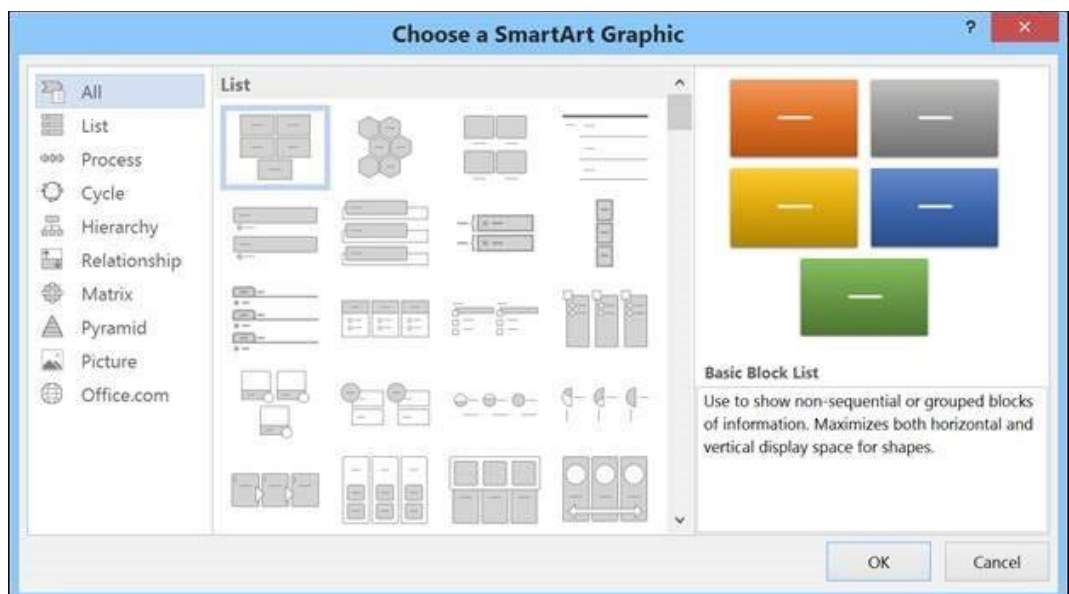 Choose a SmartArt Graphic
?
All
List
Process
Cycle
Hierarchy
Relationship
Matrix
Pyramid
Picture
Office.com
List
Basic Block List
Use to show non-sequential or grouped blocks
of information. Maximizes both horizontal and
vertical display space for shapes.
OK
Cancel